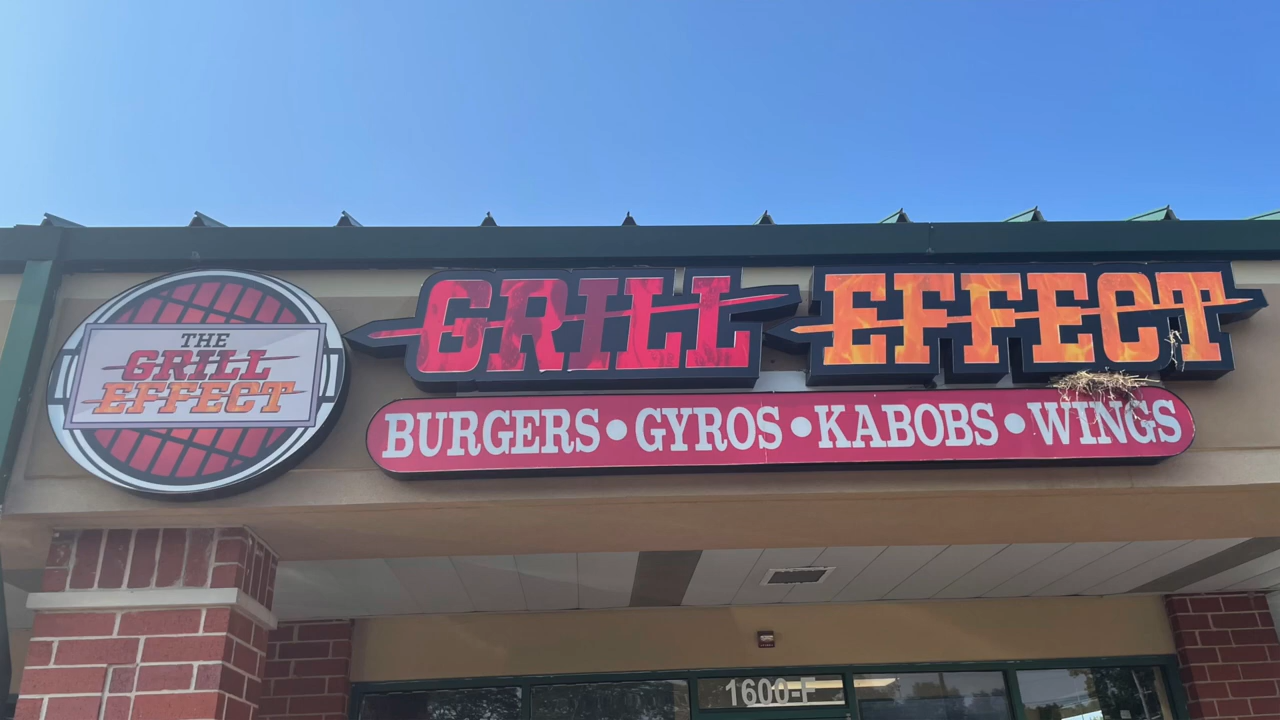 THE
GRILL
EFFECT
GRILL EFFECT
BURGERS•GYROS•KABOBS•WINGS
1600-F